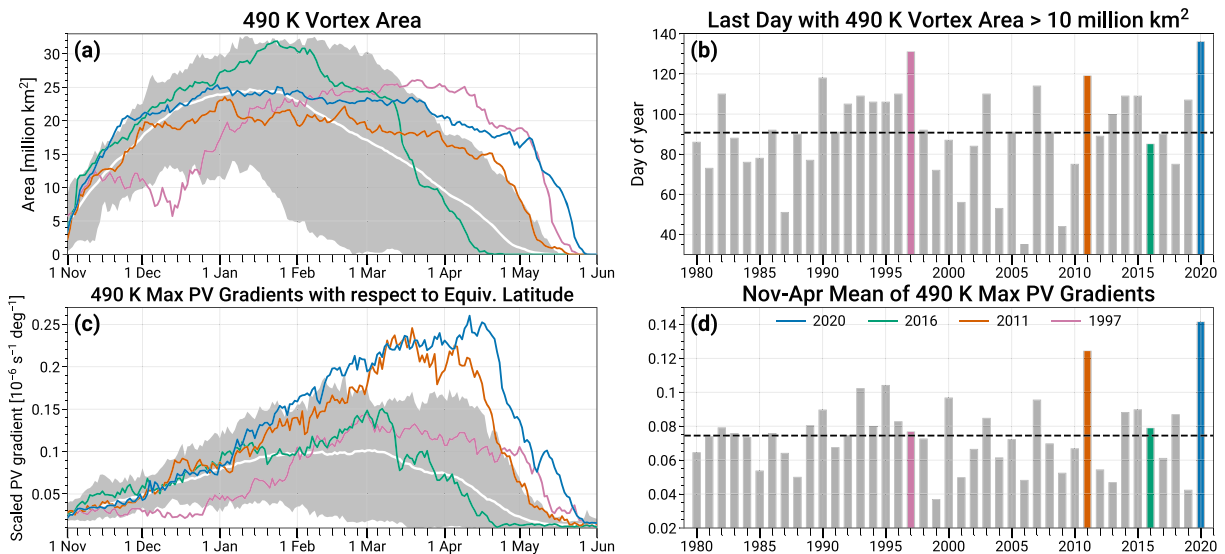 490 K Vortex Area
(a)
Area [million km²]
30
25
20
15
10
5
0
1 Nov 1 Dec 1 Jan 1 Feb 1 Mar 1 Apr 1 May 1 Jun
Last Day with 490 K Vortex Area > 10 million km²
(b)
Day of year
140
120
100
80
60
40
1980 1985 1990 1995 2000 2005 2010 2015 2020
490 K Max PV Gradients with respect to Equiv. Latitude
(c)
Scaled PV gradient [10⁻⁶ s⁻¹ deg⁻¹]
0.25
0.2
0.15
0.1
0.05
1 Nov 1 Dec 1 Jan 1 Feb 1 Mar 1 Apr 1 May 1 Jun
Nov-Apr Mean of 490 K Max PV Gradients
(d)
2020 2016 2011 1997
0.14
0.12
0.1
0.08
0.06
0.04
0.02
1980 1985 1990 1995 2000 2005 2010 2015 2020